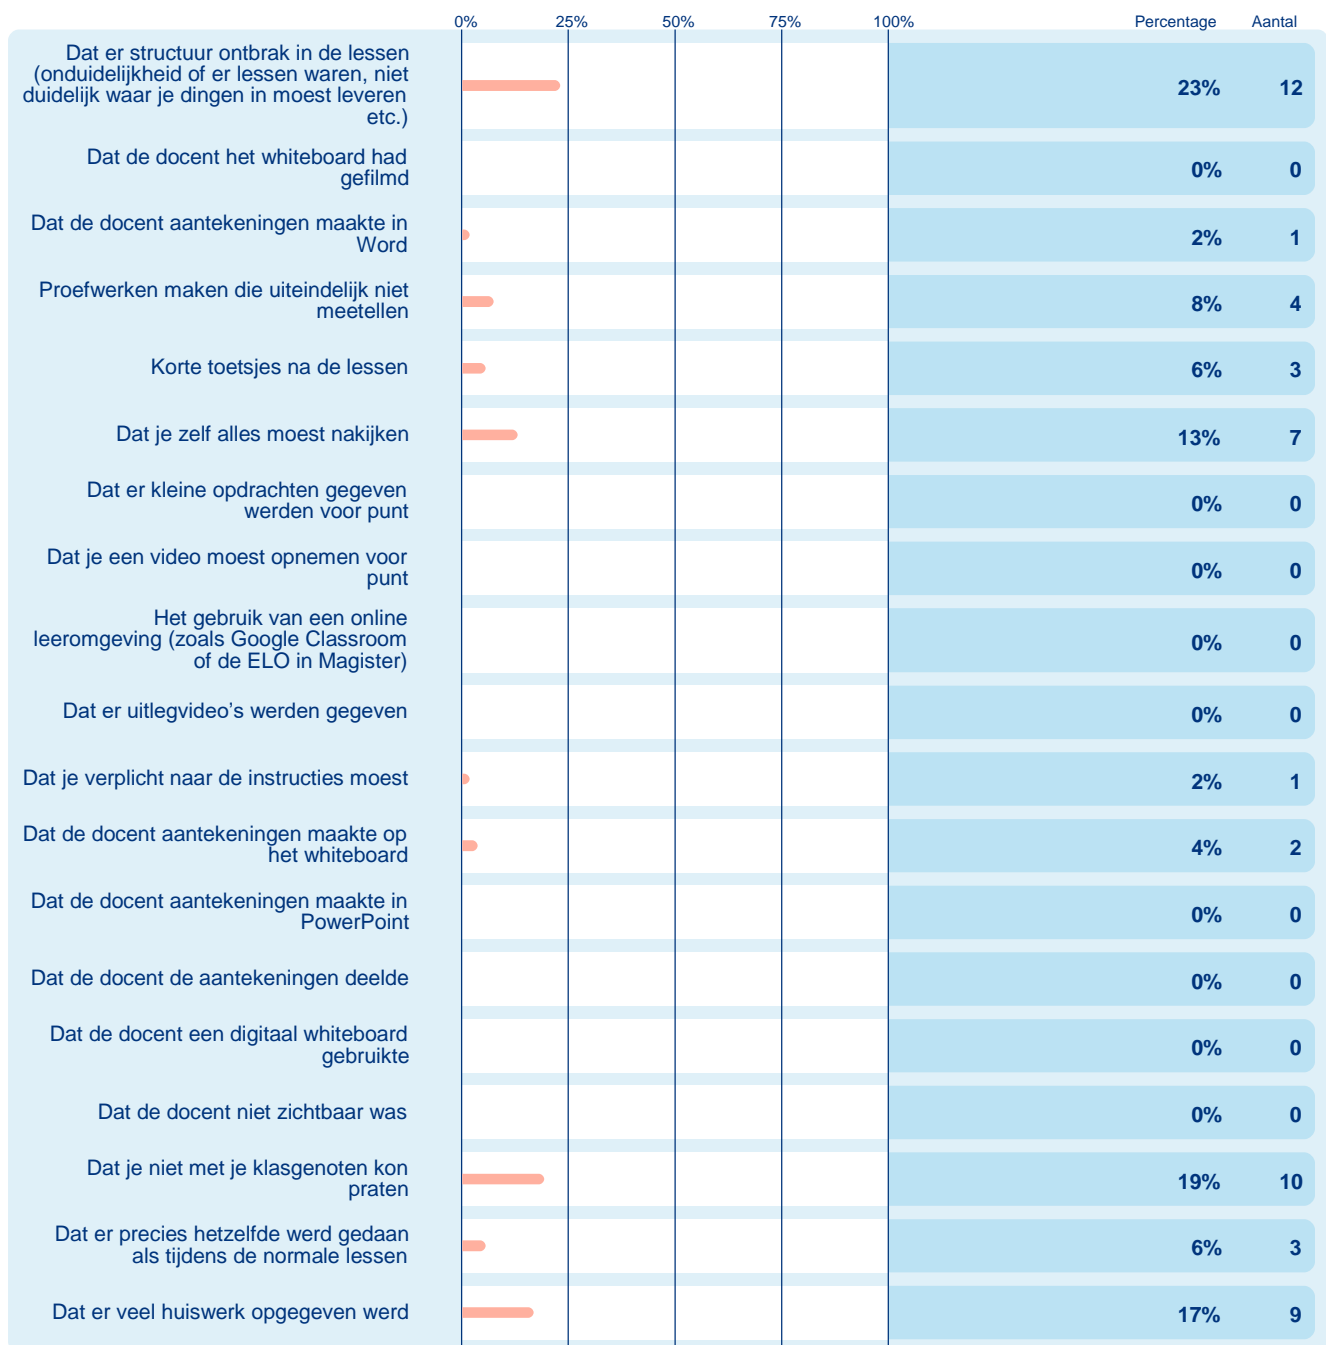 0% 25% 50% 75% 100% Percentage Aantal
Dat er structuur ontbrak in de lessen
(onduidelijkheid of er lessen waren, niet
duidelijk waar je dingen in moest leveren
etc.)
23% 12
Dat de docent het whiteboard had
gefilmd
0% 0
Dat de docent aantekeningen maakte in
Word
2% 1
Proefwerken maken die uiteindelijk niet
meetellen
8% 4
Korte toetsjes na de lessen
6% 3
Dat je zelf alles moest nakijken
13% 7
Dat er kleine opdrachten gegeven
werden voor punt
0% 0
Dat je een video moest opnemen voor
punt
0% 0
Het gebruik van een online
leeromgeving (zoals Google Classroom
of de ELO in Magister)
0% 0
Dat er uitlegvideo’s werden gegeven
0% 0
Dat je verplicht naar de instructies moest
2% 1
Dat de docent aantekeningen maakte op
het whiteboard
4% 2
Dat de docent aantekeningen maakte in
PowerPoint
0% 0
Dat de docent de aantekeningen deelde
0% 0
Dat de docent een digitaal whiteboard
gebruikte
0% 0
Dat de docent niet zichtbaar was
0% 0
Dat je niet met je klasgenoten kon
praten
19% 10
Dat er precies hetzelfde werd gedaan
als tijdens de normale lessen
6% 3
Dat er veel huiswerk opgegeven werd
17% 9